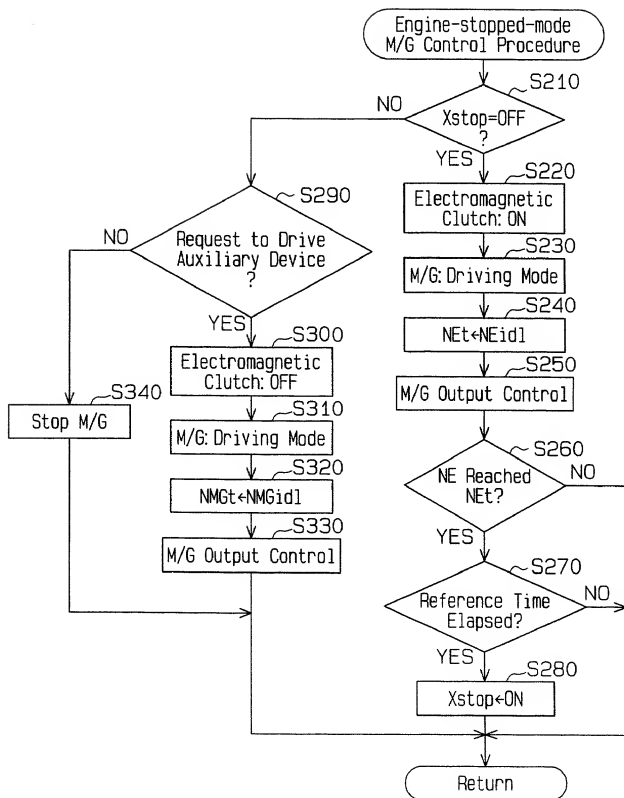 Engine-stopped-mode
M/G Control Procedure
S210
NO
Xstop=OFF
?
YES
S220
Electromagnetic
Clutch: ON
S230
M/G: Driving Mode
S240
NEt←NEidl
S250
M/G Output Control
S260
NE Reached
NEt?
NO
YES
S270
Reference Time
Elapsed?
NO
YES
S280
Xstop←ON
S290
NO
Request to Drive
Auxiliary Device
?
YES
S300
Electromagnetic
Clutch: OFF
S310
M/G: Driving Mode
S320
NMGt←NMGidl
S330
M/G Output Control
S340
Stop M/G
Return